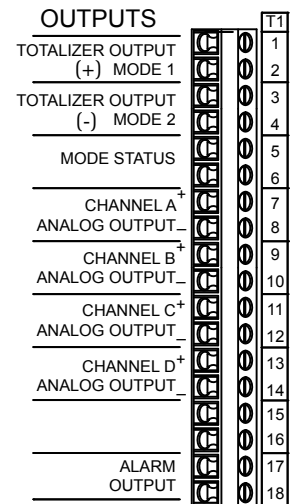 OUTPUTS T1
TOTALIZER OUTPUT 1
(+) MODE 1 2
TOTALIZER OUTPUT 3
(-) MODE 2 4
MODE STATUS 5
6
CHANNEL A + 7
ANALOG OUTPUT - 8
CHANNEL B + 9
ANALOG OUTPUT - 10
CHANNEL C + 11
ANALOG OUTPUT - 12
CHANNEL D + 13
ANALOG OUTPUT - 14
15
16
ALARM 17
OUTPUT 18